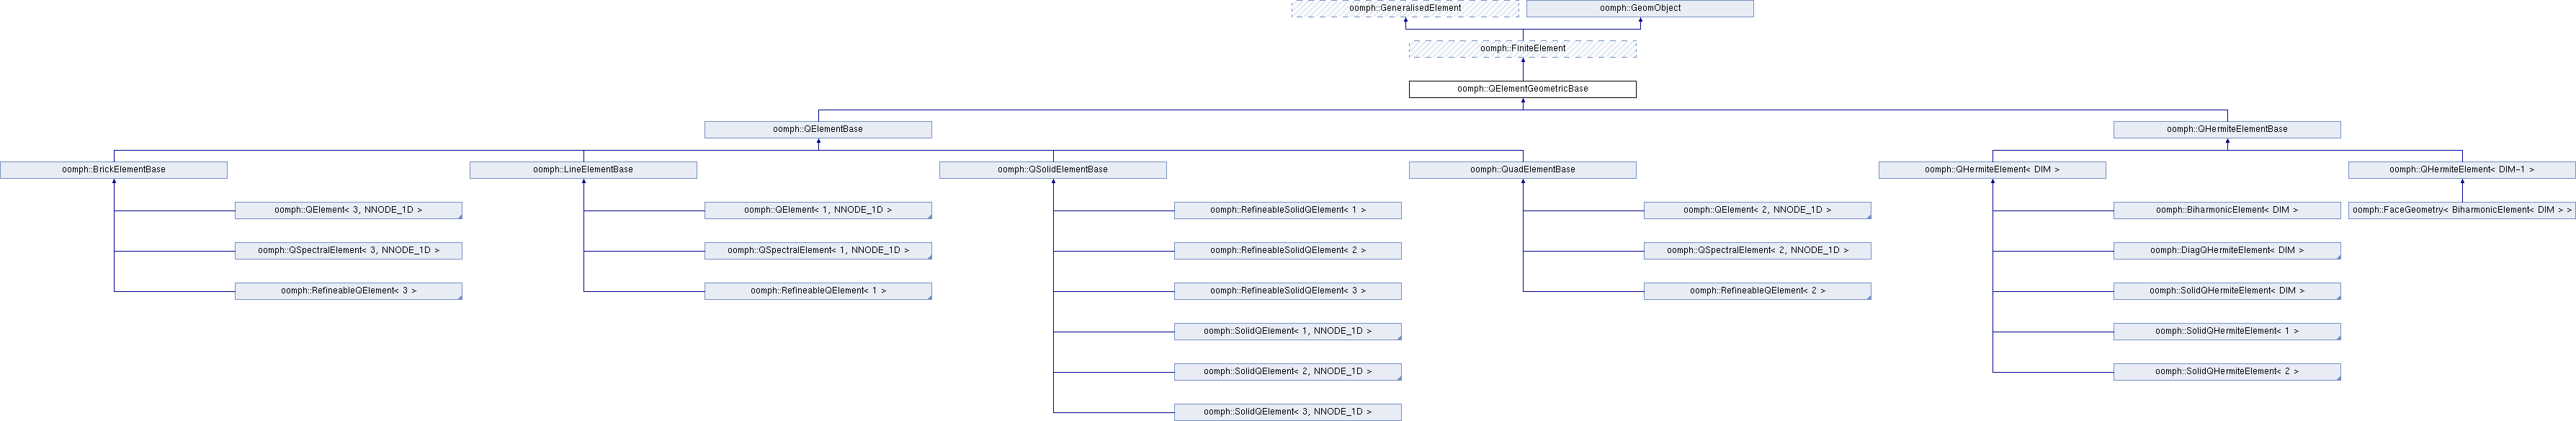 oomph::GeneralisedElement
oomph::GeomObject
oomph::FiniteElement
oomph::QElementGeometricBase
oomph::QElementBase
oomph::QHermiteElementBase
oomph::BrickElementBase
oomph::LineElementBase
oomph::QSolidElementBase
oomph::QuadElementBase
oomph::QHermiteElement< DIM >
oomph::QHermiteElement< DIM-1 >
oomph::QElement< 3, NNODE_1D >
oomph::QElement< 1, NNODE_1D >
oomph::RefineableSolidQElement< 1 >
oomph::QElement< 2, NNODE_1D >
oomph::BiharmonicElement< DIM >
oomph::FaceGeometry< BiharmonicElement< DIM > >
oomph::QSpectralElement< 3, NNODE_1D >
oomph::QSpectralElement< 1, NNODE_1D >
oomph::RefineableSolidQElement< 2 >
oomph::QSpectralElement< 2, NNODE_1D >
oomph::DiagQHermiteElement< DIM >
oomph::RefineableQElement< 3 >
oomph::RefineableQElement< 1 >
oomph::RefineableSolidQElement< 3 >
oomph::RefineableQElement< 2 >
oomph::SolidQHermiteElement< DIM >
oomph::SolidQElement< 1, NNODE_1D >
oomph::SolidQHermiteElement< 1 >
oomph::SolidQElement< 2, NNODE_1D >
oomph::SolidQHermiteElement< 2 >
oomph::SolidQElement< 3, NNODE_1D >